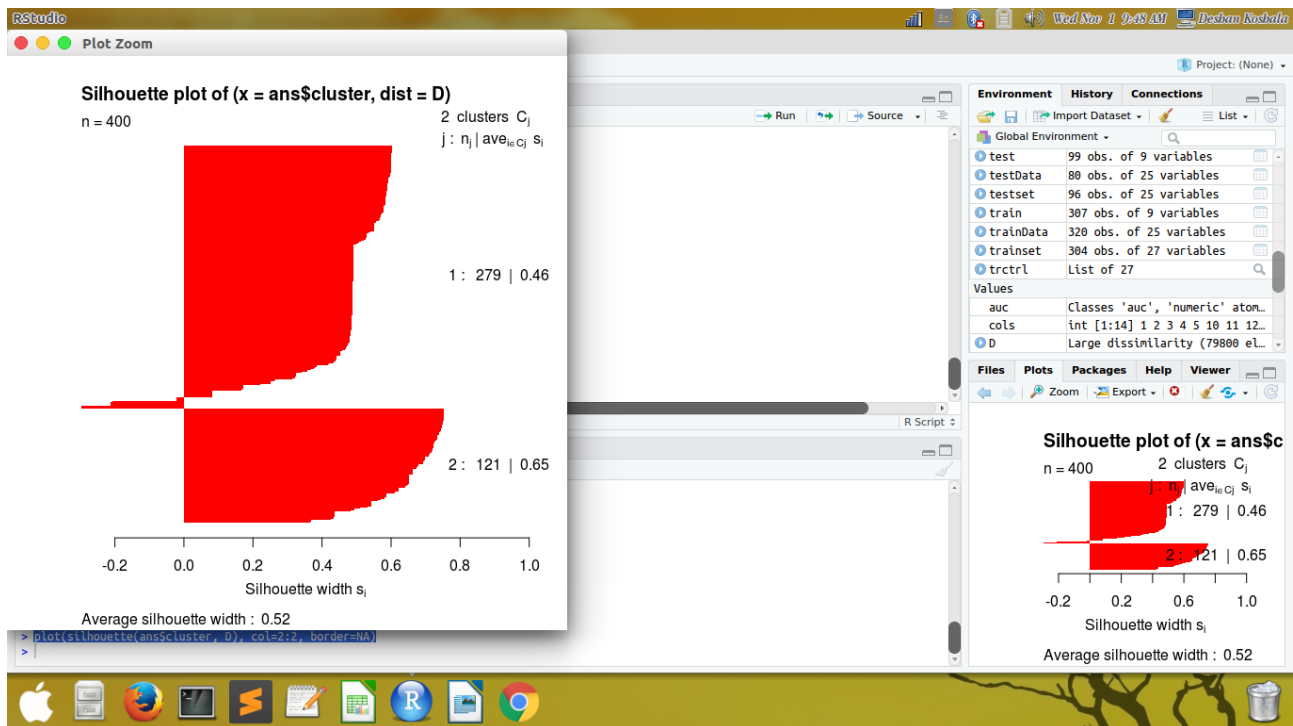 RStudio
Wed Nov 1 9:48 AM Desban Kosbala
Plot Zoom
Silhouette plot of (x = ans$cluster, dist = D)
n = 400
2 clusters Cj
j : nj | avei∈Cj si
1 : 279 | 0.46
2 : 121 | 0.65
-0.2 0.0 0.2 0.4 0.6 0.8 1.0
Silhouette width si
Average silhouette width : 0.52
Run Source
R Script
> plot(silhouette(ans$cluster, D), col=2:2, border=NA)
>
Project: (None)
Environment History Connections
Import Dataset List
Global Environment
test 99 obs. of 9 variables
testData 80 obs. of 25 variables
testset 96 obs. of 25 variables
train 307 obs. of 9 variables
trainData 320 obs. of 25 variables
trainset 304 obs. of 27 variables
trctrl List of 27
Values
auc Classes 'auc', 'numeric' atom…
cols int [1:14] 1 2 3 4 5 10 11 12…
D Large dissimilarity (79800 el…
Files Plots Packages Help Viewer
Zoom Export
Silhouette plot of (x = ans$c
n = 400
2 clusters Cj
j : nj | avei∈Cj si
1 : 279 | 0.46
2 : 121 | 0.65
-0.2 0.2 0.6 1.0
Silhouette width si
Average silhouette width : 0.52
R